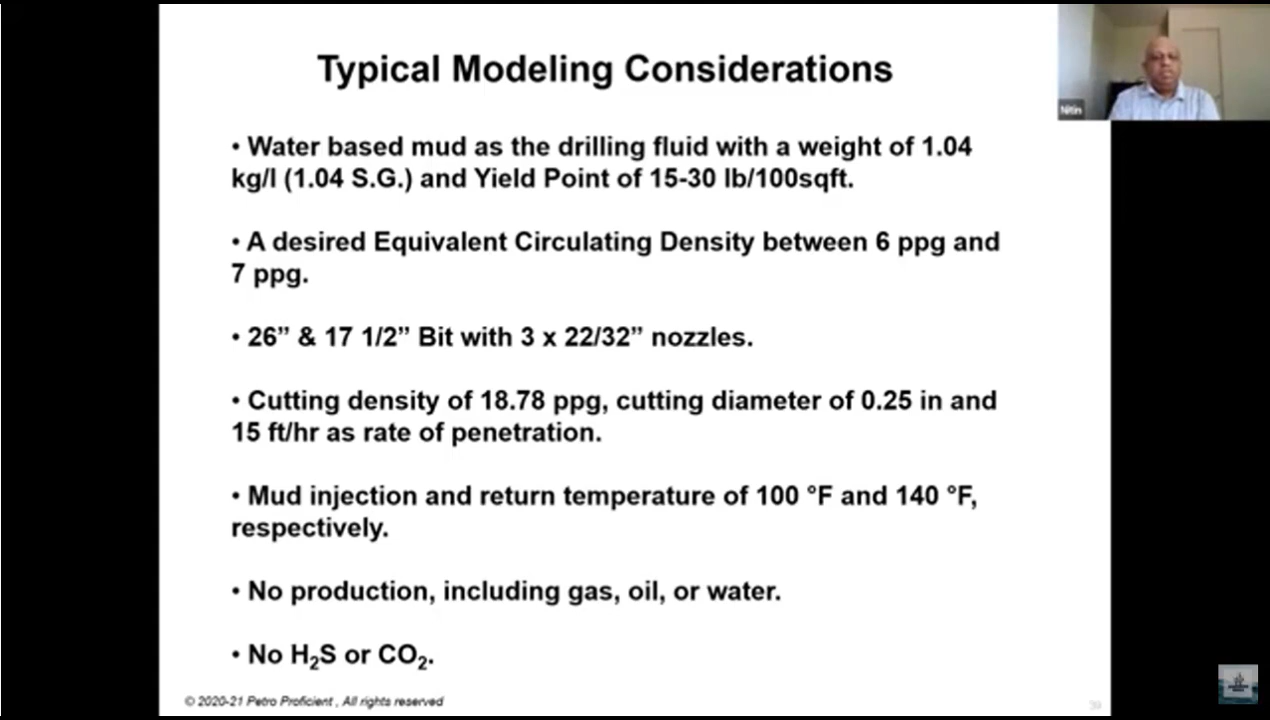 Typical Modeling Considerations
Nitin
• Water based mud as the drilling fluid with a weight of 1.04
kg/l (1.04 S.G.) and Yield Point of 15-30 lb/100sqft.
• A desired Equivalent Circulating Density between 6 ppg and
7 ppg.
• 26” & 17 1/2” Bit with 3 x 22/32” nozzles.
• Cutting density of 18.78 ppg, cutting diameter of 0.25 in and
15 ft/hr as rate of penetration.
• Mud injection and return temperature of 100 °F and 140 °F,
respectively.
• No production, including gas, oil, or water.
• No H₂S or CO₂.
© 2020-21 Petro Proficient , All rights reserved
39